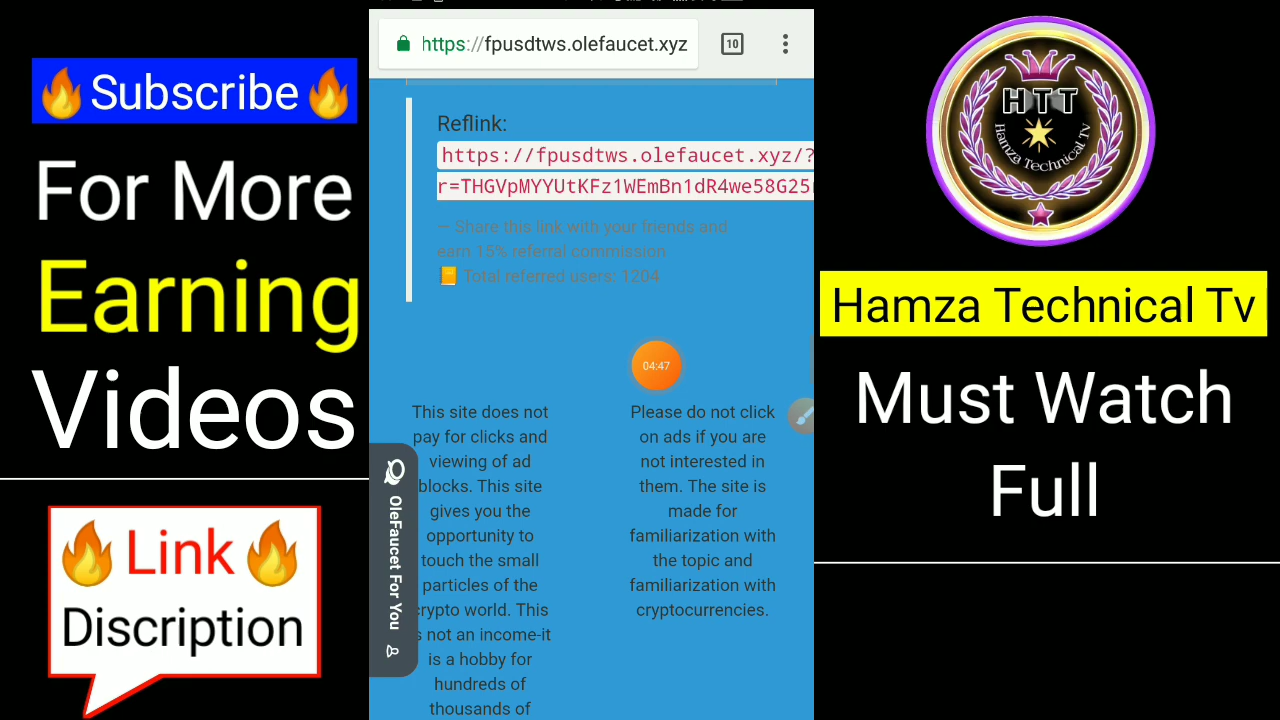 Subscribe
For More
Earning
Videos
Link
Discription
https://fpusdtws.olefaucet.xyz
10
Reflink:
https://fpusdtws.olefaucet.xyz/?
r=THGVpMYYUtKFz1WEmBn1dR4we58G25
— Share this link with your friends and
earn 15% referral commission
Total referred users: 1204
04:47
This site does not
pay for clicks and
viewing of ad
blocks. This site
gives you the
opportunity to
touch the small
particles of the
crypto world. This
is not an income-it
is a hobby for
hundreds of
thousands of
Please do not click
on ads if you are
not interested in
them. The site is
made for
familiarization with
the topic and
familiarization with
cryptocurrencies.
OleFaucet For You
HTT
Hamza Technical Tv
Hamza Technical Tv
Must Watch
Full